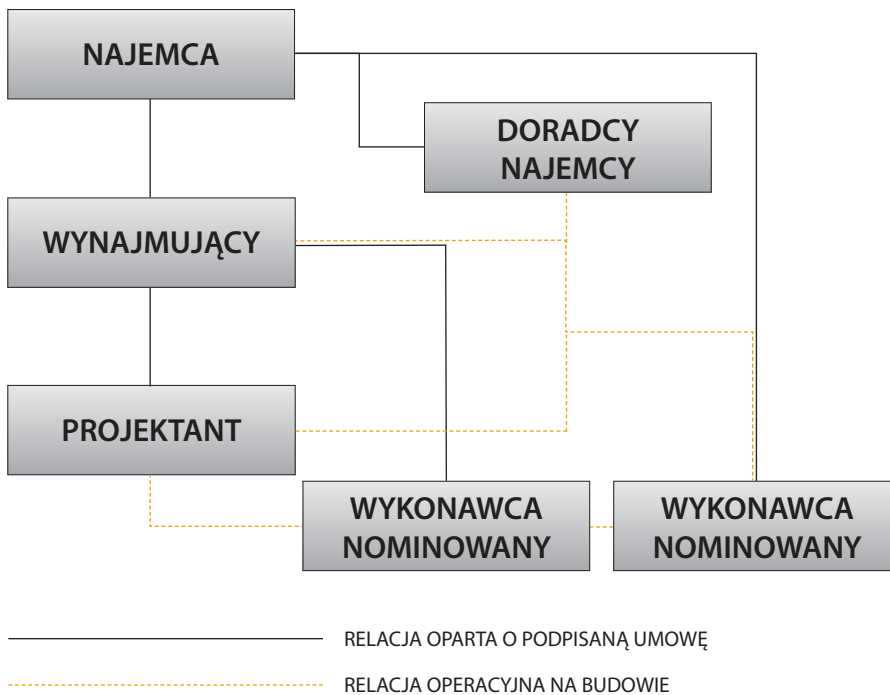 NAJEMCA
DORADCY
NAJEMCY
WYNAJMUJĄCY
PROJEKTANT
WYKONAWCA
NOMINOWANY
WYKONAWCA
NOMINOWANY
RELACJA OPARTA O PODPISANĄ UMOWĘ
RELACJA OPERACYJNA NA BUDOWIE